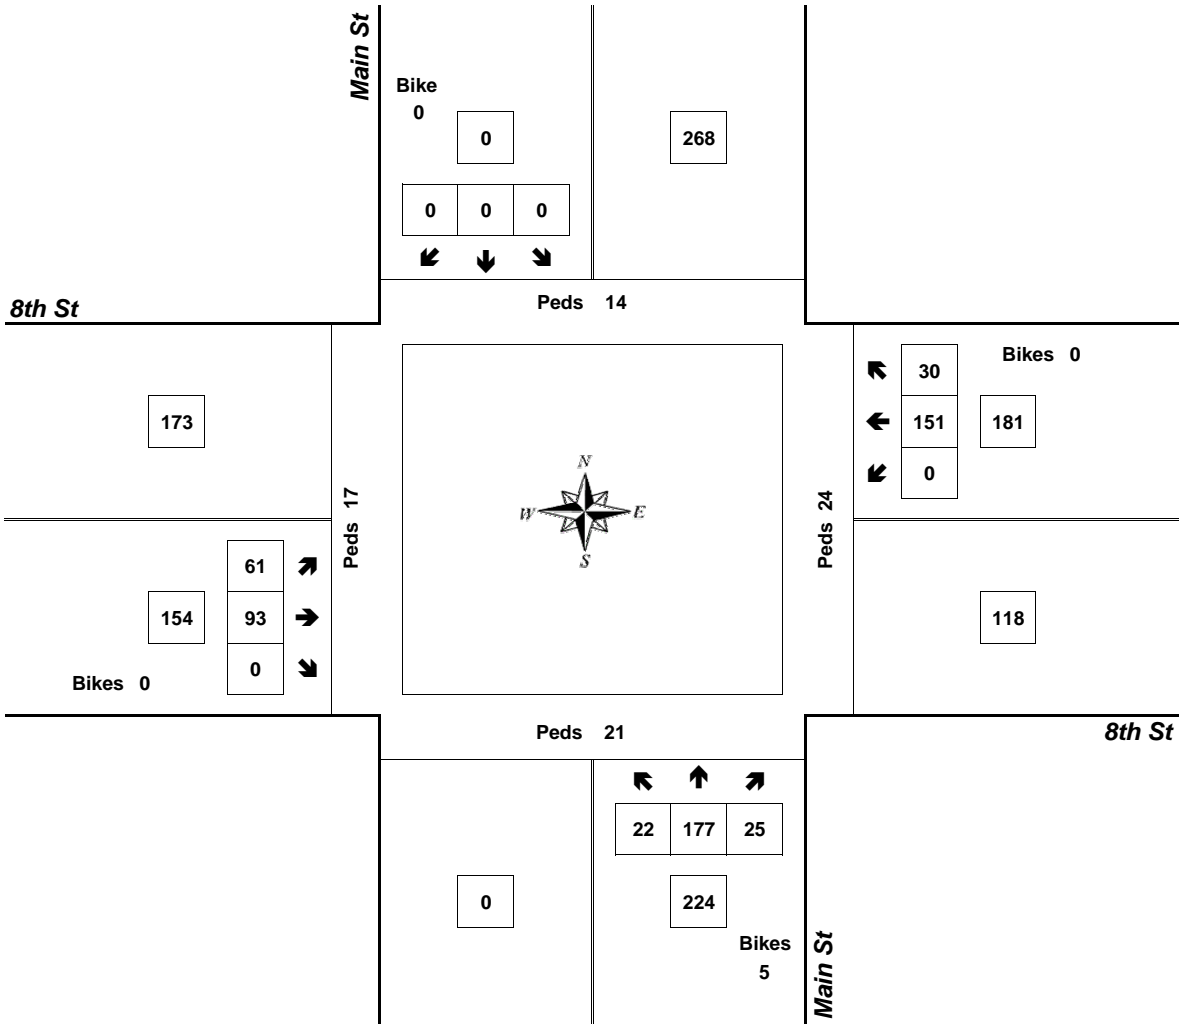 Main St
Bike
0
0
268
0 0 0
8th St
Peds 14
30
Bikes 0
173
151
181
0
N
W E
S
Peds 17
Peds 24
61
154
93
118
0
Bikes 0
Peds 21
8th St
22 177 25
0
224
Bikes
5
Main St